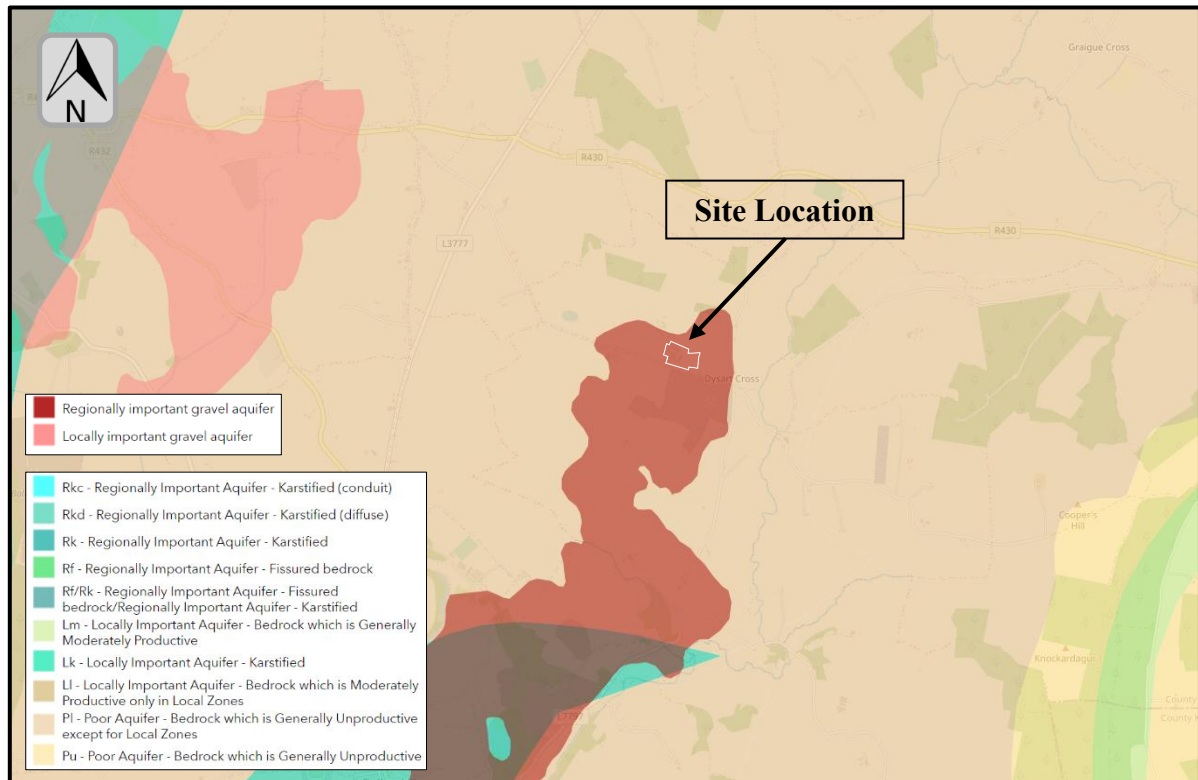 N
Graigue Cross
R432
R430
Site Location
L3777
R430
Dysart Cross
Regionally important gravel aquifer
Locally important gravel aquifer
Rkc - Regionally Important Aquifer - Karstified (conduit)
Rkd - Regionally Important Aquifer - Karstified (diffuse)
Rk - Regionally Important Aquifer - Karstified
Rf - Regionally Important Aquifer - Fissured bedrock
Rf/Rk - Regionally Important Aquifer - Fissured
bedrock/Regionally Important Aquifer - Karstified
Lm - Locally Important Aquifer - Bedrock which is Generally
Moderately Productive
Lk - Locally Important Aquifer - Karstified
Ll - Locally Important Aquifer - Bedrock which is Moderately
Productive only in Local Zones
Pl - Poor Aquifer - Bedrock which is Generally Unproductive
except for Local Zones
Pu - Poor Aquifer - Bedrock which is Generally Unproductive
Cooper's
Hill
Knockardagur
County
County